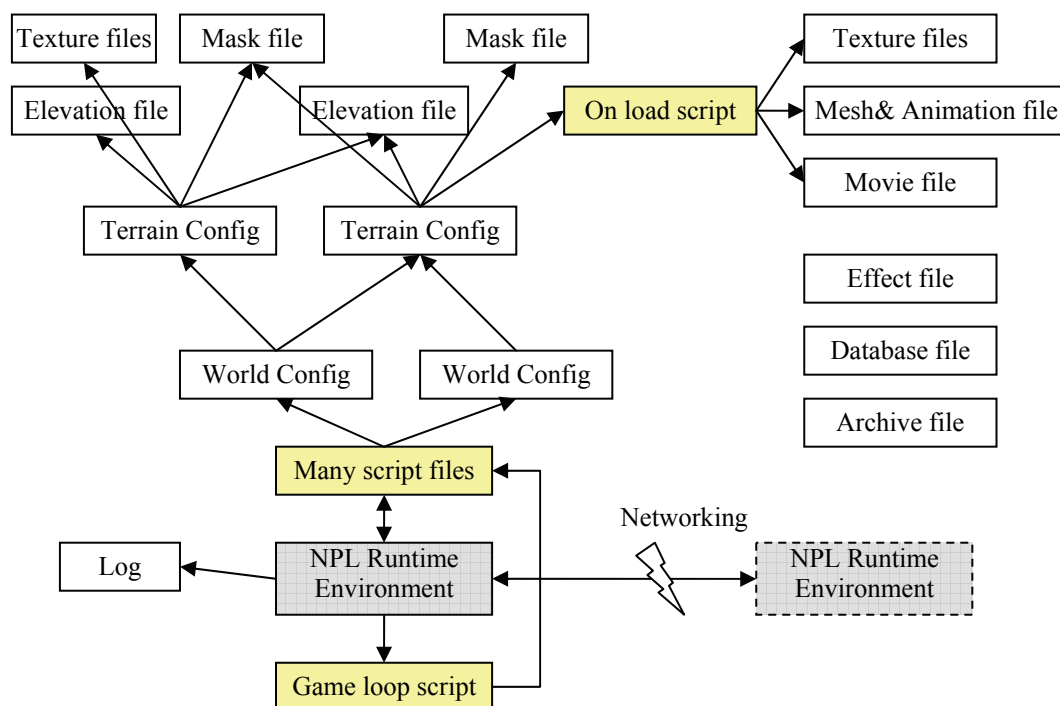 Texture files
Mask file
Mask file
Texture files
Elevation file
Elevation file
On load script
Mesh& Animation file
Movie file
Terrain Config
Terrain Config
Effect file
Database file
World Config
World Config
Archive file
Many script files
Networking
Log
NPL Runtime
Environment
NPL Runtime
Environment
Game loop script